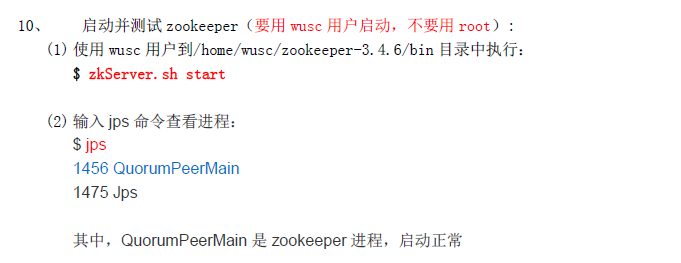 10、 启动并测试 zookeeper（要用 wusc 用户启动，不要用 root）:
(1) 使用 wusc 用户到/home/wusc/zookeeper-3.4.6/bin 目录中执行：
$ zkServer.sh start
(2) 输入 jps 命令查看进程：
$ jps
1456 QuorumPeerMain
1475 Jps
其中，QuorumPeerMain 是 zookeeper 进程，启动正常